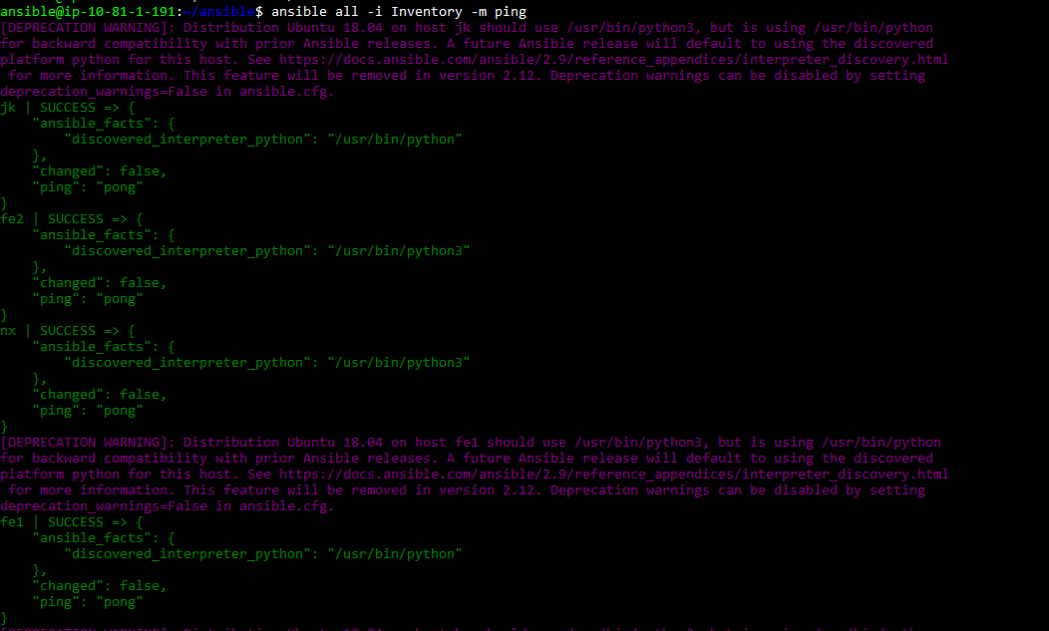 ansible@ip-10-81-1-191:~/ansible$ ansible all -i Inventory -m ping
[DEPRECATION WARNING]: Distribution Ubuntu 18.04 on host jk should use /usr/bin/python3, but is using /usr/bin/python
for backward compatibility with prior Ansible releases. A future Ansible release will default to using the discovered
platform python for this host. See https://docs.ansible.com/ansible/2.9/reference_appendices/interpreter_discovery.html
 for more information. This feature will be removed in version 2.12. Deprecation warnings can be disabled by setting
deprecation_warnings=False in ansible.cfg.
jk | SUCCESS => {
    "ansible_facts": {
        "discovered_interpreter_python": "/usr/bin/python"
    },
    "changed": false,
    "ping": "pong"
}
fe2 | SUCCESS => {
    "ansible_facts": {
        "discovered_interpreter_python": "/usr/bin/python3"
    },
    "changed": false,
    "ping": "pong"
}
nx | SUCCESS => {
    "ansible_facts": {
        "discovered_interpreter_python": "/usr/bin/python3"
    },
    "changed": false,
    "ping": "pong"
}
[DEPRECATION WARNING]: Distribution Ubuntu 18.04 on host fe1 should use /usr/bin/python3, but is using /usr/bin/python
for backward compatibility with prior Ansible releases. A future Ansible release will default to using the discovered
platform python for this host. See https://docs.ansible.com/ansible/2.9/reference_appendices/interpreter_discovery.html
 for more information. This feature will be removed in version 2.12. Deprecation warnings can be disabled by setting
deprecation_warnings=False in ansible.cfg.
fe1 | SUCCESS => {
    "ansible_facts": {
        "discovered_interpreter_python": "/usr/bin/python"
    },
    "changed": false,
    "ping": "pong"
}